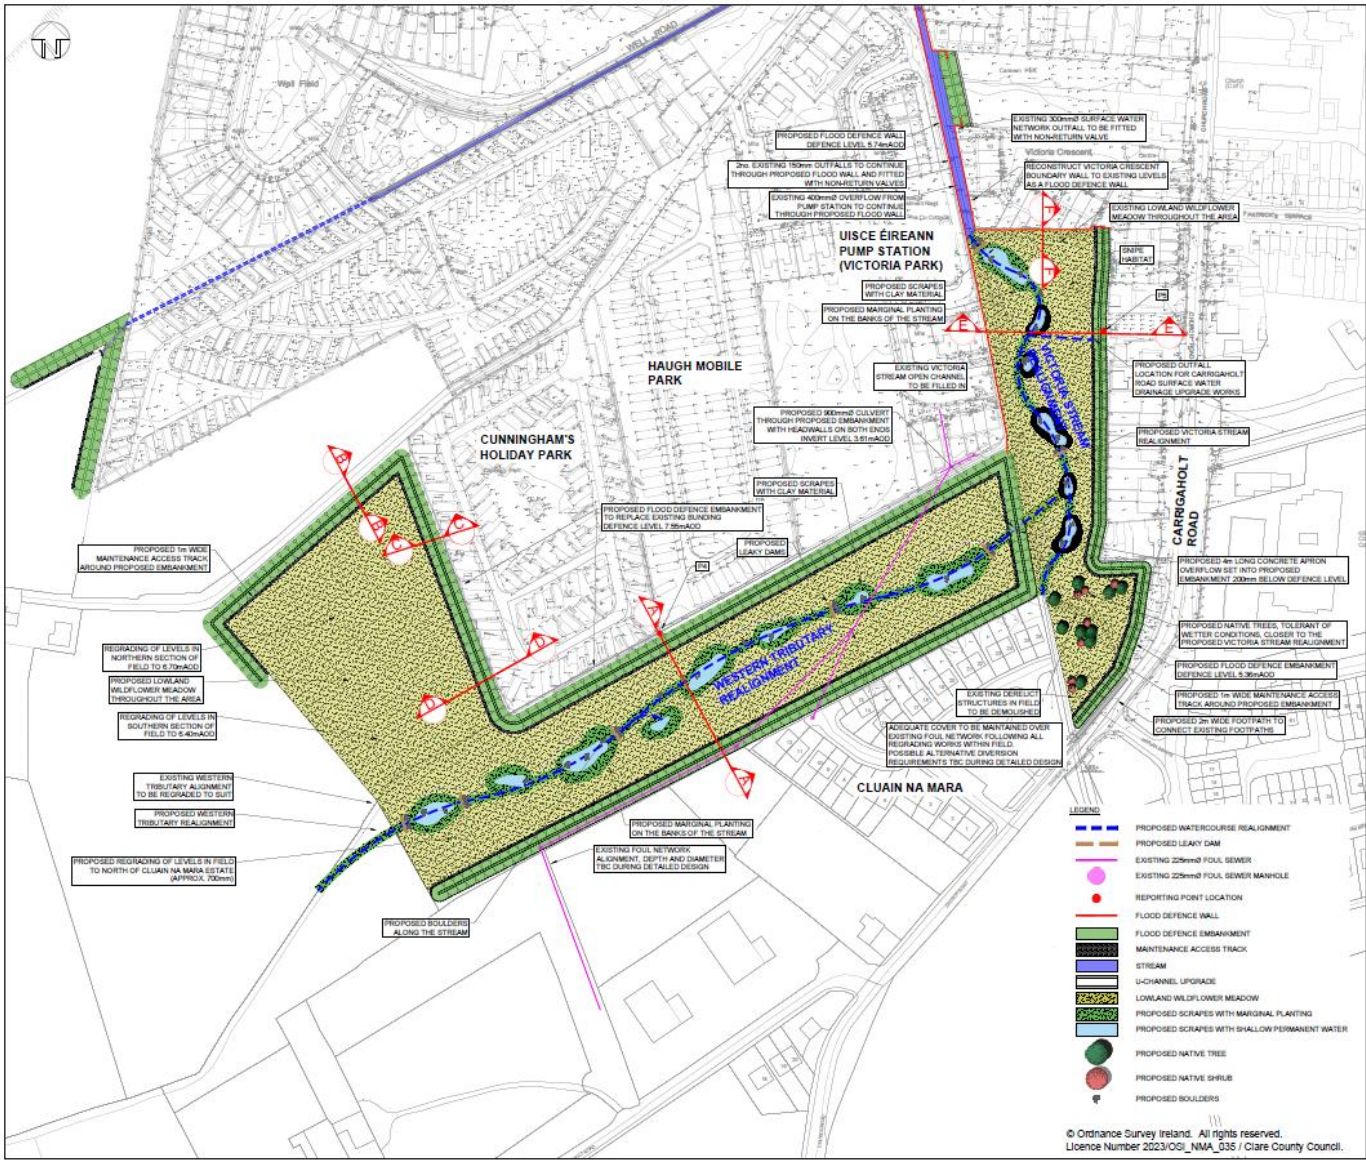 N
WELL ROAD
Well Field
PROPOSED FLOOD DEFENCE WALL
DEFENCE LEVEL 5.74mAOD
2no. EXISTING 150mm OUTFALLS TO CONTINUE
THROUGH PROPOSED FLOOD WALL AND FITTED
WITH NON-RETURN VALVES
EXISTING 400mmØ OVERFLOW FROM
PUMP STATION TO CONTINUE
THROUGH PROPOSED FLOOD WALL
EXISTING 300mmØ SURFACE WATER
NETWORK OUTFALL TO BE FITTED
WITH NON-RETURN VALVE
Victoria Crescent
RECONSTRUCT VICTORIA CRESCENT
BOUNDARY WALL TO EXISTING LEVELS
AS A FLOOD DEFENCE WALL
EXISTING LOWLAND WILDFLOWER
MEADOW THROUGHOUT THE AREA
SNIPE
HABITAT
P5
UISCE ÉIREANN
PUMP STATION
(VICTORIA PARK)
PROPOSED SCRAPES
WITH CLAY MATERIAL
PROPOSED MARGINAL PLANTING
ON THE BANKS OF THE STREAM
F
F
E
E
VICTORIA STREAM
REALIGNMENT
HAUGH MOBILE
PARK
EXISTING VICTORIA
STREAM OPEN CHANNEL
TO BE FILLED IN
PROPOSED OUTFALL
LOCATION FOR CARRIGAHOLT
ROAD SURFACE WATER
DRAINAGE UPGRADE WORKS
PROPOSED 900mmØ CULVERT
THROUGH PROPOSED EMBANKMENT
WITH HEADWALLS ON BOTH ENDS
INVERT LEVEL 3.61mAOD
PROPOSED VICTORIA STREAM
REALIGNMENT
CUNNINGHAM'S
HOLIDAY PARK
CARRIGAHOLT
ROAD
B
B
C
C
PROPOSED SCRAPES
WITH CLAY MATERIAL
PROPOSED FLOOD DEFENCE EMBANKMENT
TO REPLACE EXISTING BUNDING
DEFENCE LEVEL 7.55mAOD
PROPOSED
LEAKY DAMS
P4
PROPOSED 1m WIDE
MAINTENANCE ACCESS TRACK
AROUND PROPOSED EMBANKMENT
PROPOSED 4m LONG CONCRETE APRON
OVERFLOW SET INTO PROPOSED
EMBANKMENT 200mm BELOW DEFENCE LEVEL
PROPOSED NATIVE TREES, TOLERANT OF
WETTER CONDITIONS, CLOSER TO THE
PROPOSED VICTORIA STREAM REALIGNMENT
PROPOSED FLOOD DEFENCE EMBANKMENT
DEFENCE LEVEL 5.36mAOD
PROPOSED 1m WIDE MAINTENANCE ACCESS
TRACK AROUND PROPOSED EMBANKMENT
PROPOSED 2m WIDE FOOTPATH TO
CONNECT EXISTING FOOTPATHS
REGRADING OF LEVELS IN
NORTHERN SECTION OF
FIELD TO 6.70mAOD
PROPOSED LOWLAND
WILDFLOWER MEADOW
THROUGHOUT THE AREA
REGRADING OF LEVELS IN
SOUTHERN SECTION OF
FIELD TO 6.40mAOD
A
A
D
D
WESTERN TRIBUTARY
REALIGNMENT
EXISTING DERELICT
STRUCTURES IN FIELD
TO BE DEMOLISHED
ADEQUATE COVER TO BE MAINTAINED OVER
EXISTING FOUL NETWORK FOLLOWING ALL
REGRADING WORKS WITHIN FIELD.
POSSIBLE ALTERNATIVE DIVERSION
REQUIREMENTS TBC DURING DETAILED DESIGN
CLUAIN NA MARA
EXISTING WESTERN
TRIBUTARY ALIGNMENT
TO BE REGRADED TO SUIT
PROPOSED WESTERN
TRIBUTARY REALIGNMENT
PROPOSED REGRADING OF LEVELS IN FIELD
TO NORTH OF CLUAIN NA MARA ESTATE
(APPROX. 700mm)
PROPOSED MARGINAL PLANTING
ON THE BANKS OF THE STREAM
EXISTING FOUL NETWORK
ALIGNMENT, DEPTH AND DIAMETER
TBC DURING DETAILED DESIGN
PROPOSED BOULDERS
ALONG THE STREAM
LEGEND
PROPOSED WATERCOURSE REALIGNMENT
PROPOSED LEAKY DAM
EXISTING 225mmØ FOUL SEWER
EXISTING 225mmØ FOUL SEWER MANHOLE
REPORTING POINT LOCATION
FLOOD DEFENCE WALL
FLOOD DEFENCE EMBANKMENT
MAINTENANCE ACCESS TRACK
STREAM
U-CHANNEL UPGRADE
LOWLAND WILDFLOWER MEADOW
PROPOSED SCRAPES WITH MARGINAL PLANTING
PROPOSED SCRAPES WITH SHALLOW PERMANENT WATER
PROPOSED NATIVE TREE
PROPOSED NATIVE SHRUB
PROPOSED BOULDERS
© Ordnance Survey Ireland. All rights reserved.
Licence Number 2023/OSI_NMA_035 / Clare County Council.